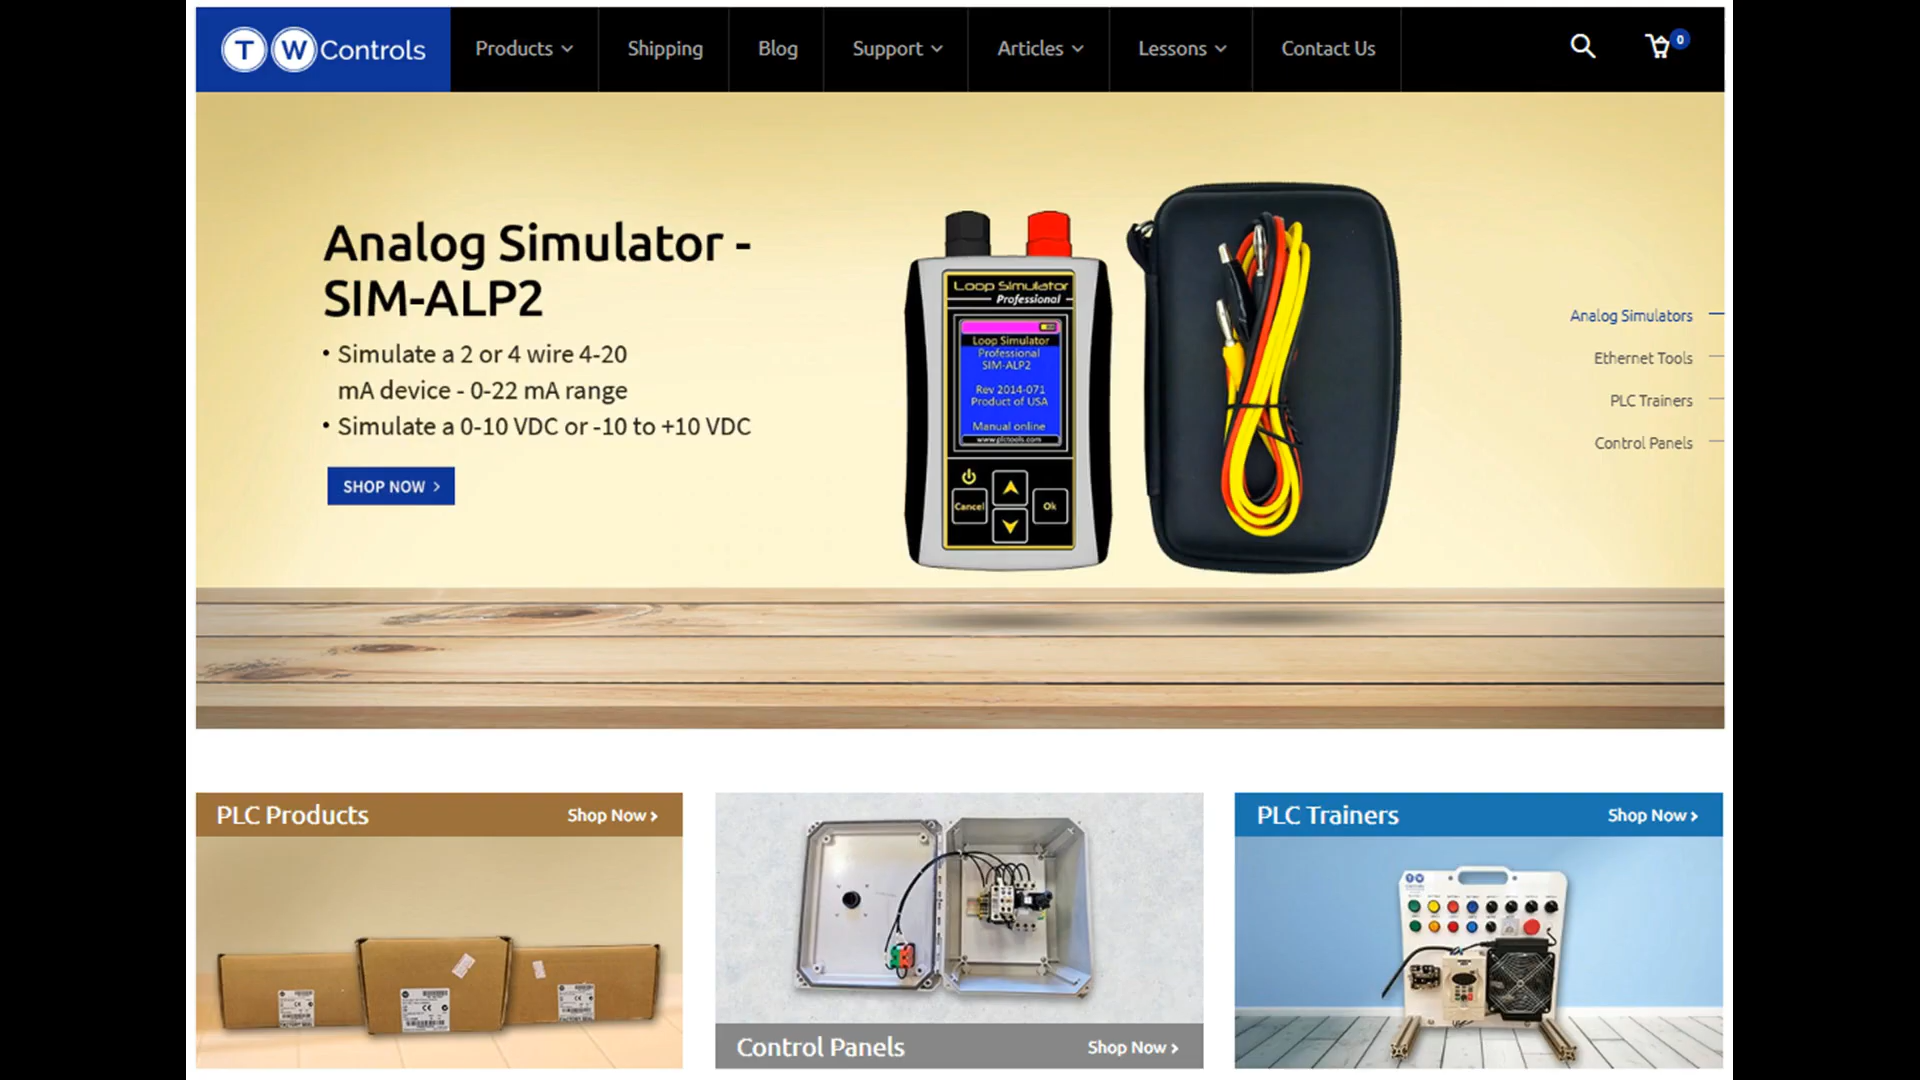 T W Controls
Products
Shipping
Blog
Support
Articles
Lessons
Contact Us
0
Analog Simulator -
SIM-ALP2
• Simulate a 2 or 4 wire 4-20
mA device - 0-22 mA range
• Simulate a 0-10 VDC or -10 to +10 VDC
SHOP NOW >
Loop Simulator
Professional
Loop Simulator
Professional
SIM-ALP2
Rev 2014-071
Product of USA
Manual online
www.plctools.com
Cancel
Ok
Analog Simulators
Ethernet Tools
PLC Trainers
Control Panels
PLC Products
Shop Now >
Control Panels
Shop Now >
PLC Trainers
Shop Now >
T W